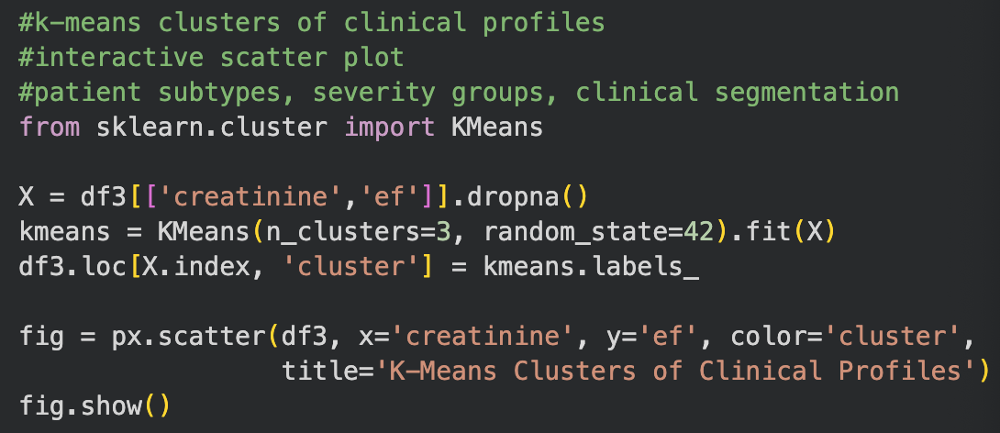 #k-means clusters of clinical profiles
#interactive scatter plot
#patient subtypes, severity groups, clinical segmentation
from sklearn.cluster import KMeans
X = df3[['creatinine','ef']].dropna()
kmeans = KMeans(n_clusters=3, random_state=42).fit(X)
df3.loc[X.index, 'cluster'] = kmeans.labels_
fig = px.scatter(df3, x='creatinine', y='ef', color='cluster',
title='K-Means Clusters of Clinical Profiles')
fig.show()